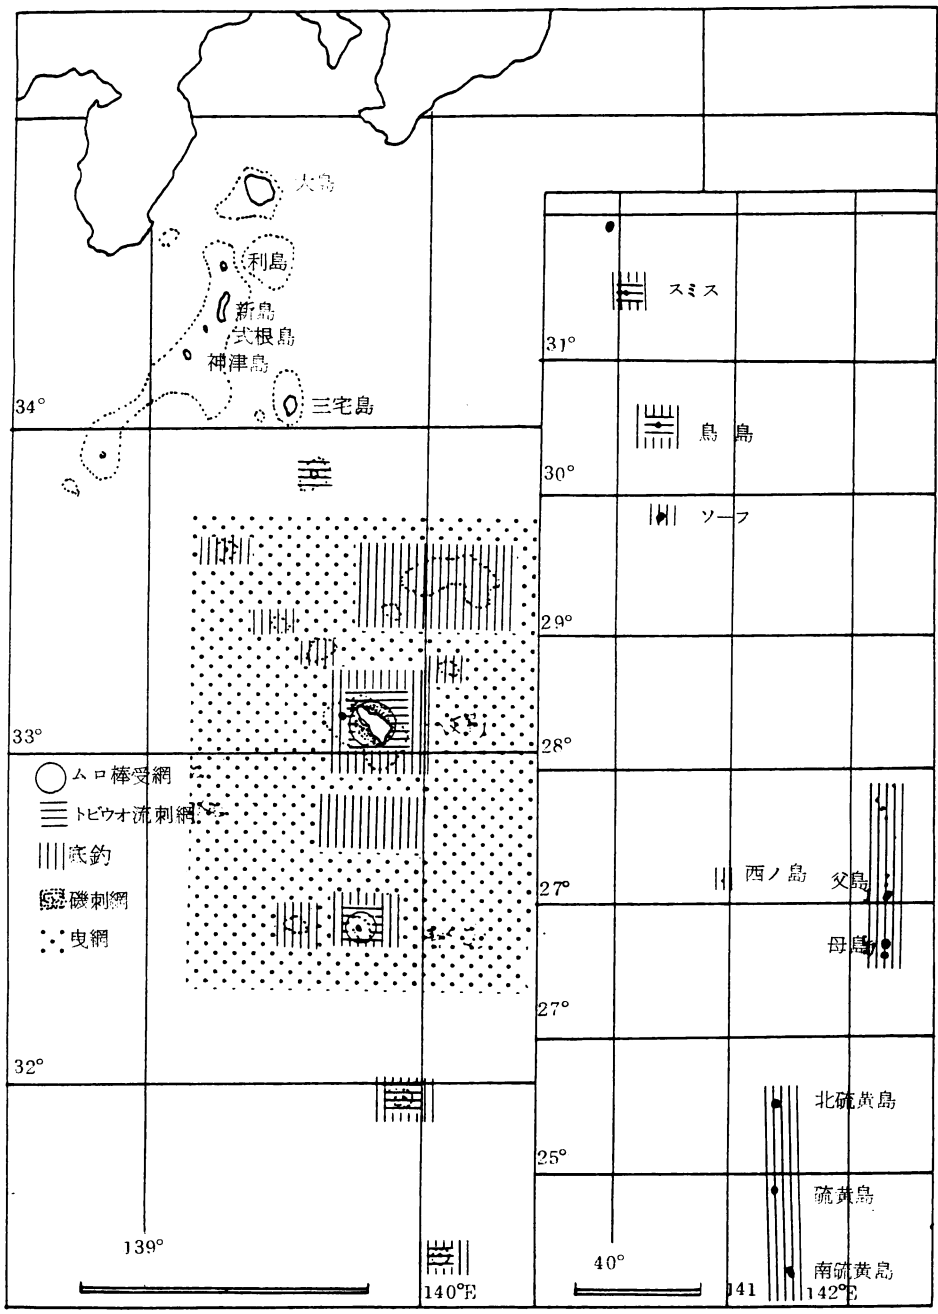 大島
利島
新島
式根島
神津島
34°
三宅島
33°
ムロ棒受網
トビウオ流刺網
底釣
磯刺網
曳網
32°
139°
140°E
スミス
31°
鳥島
30°
ソーフ
29°
28°
西ノ島
父島
27°
母島
27°
北硫黄島
25°
硫黄島
南硫黄島
40°
141
142°E